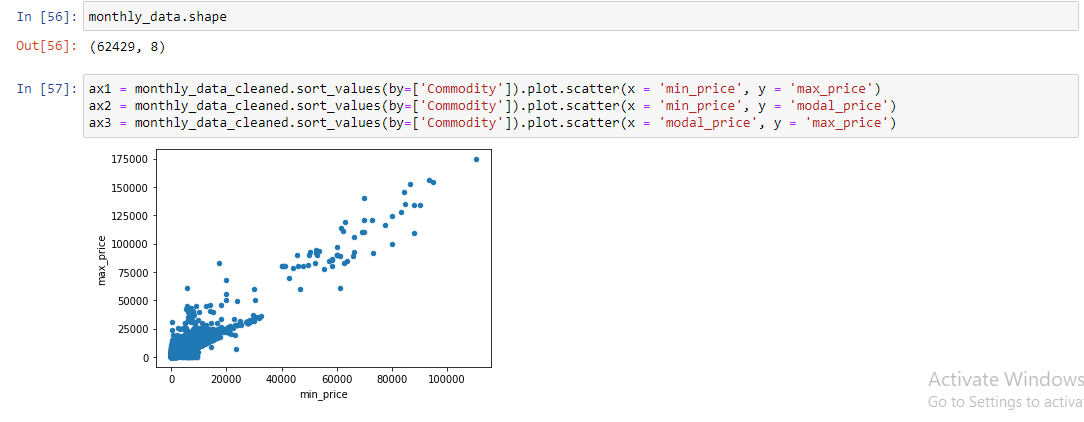 In [56]: monthly_data.shape
Out[56]: (62429, 8)
In [57]: ax1 = monthly_data_cleaned.sort_values(by=['Commodity']).plot.scatter(x = 'min_price', y = 'max_price')
ax2 = monthly_data_cleaned.sort_values(by=['Commodity']).plot.scatter(x = 'min_price', y = 'modal_price')
ax3 = monthly_data_cleaned.sort_values(by=['Commodity']).plot.scatter(x = 'modal_price', y = 'max_price')
175000
150000
125000
100000
75000
50000
25000
0
max_price
0 20000 40000 60000 80000 100000
min_price
Activate Windows
Go to Settings to activa